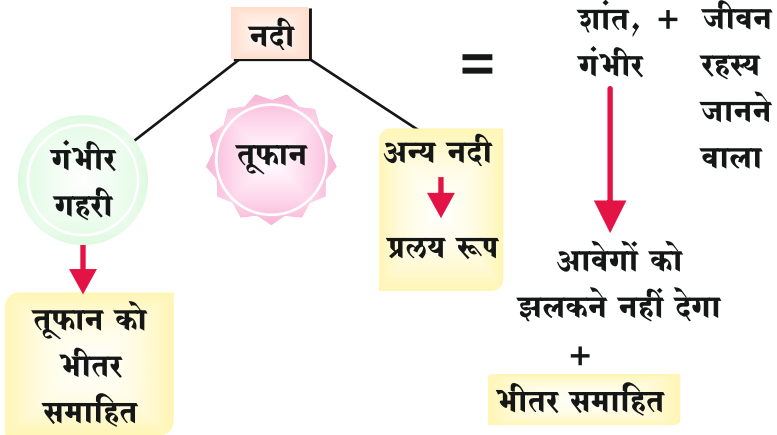 नदी
गंभीर
गहरी
तूफान को
भीतर
समाहित
तूफान
अन्य नदी
प्रलय रूप
=
शांत, + जीवन
गंभीर रहस्य
जानने
वाला
आवेगों को
झलकने नहीं देगा
+
भीतर समाहित